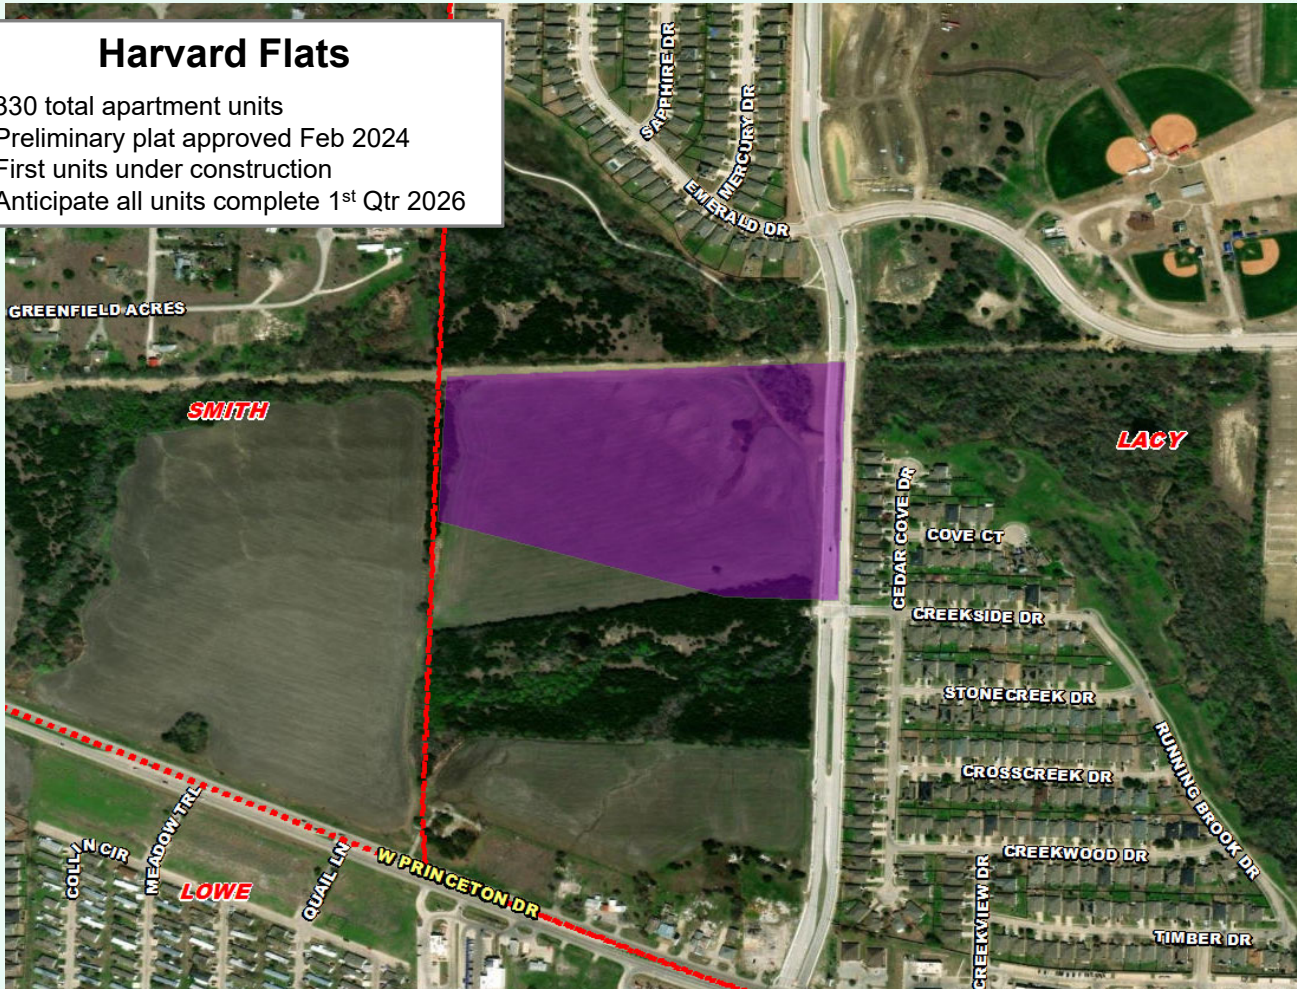 Harvard Flats
330 total apartment units
Preliminary plat approved Feb 2024
First units under construction
Anticipate all units complete 1st Qtr 2026
SAPPHIRE DR
MERCURY DR
EMERALD DR
GREENFIELD ACRES
SMITH
LACY
CEDAR COVE DR
COVE CT
CREEKSIDE DR
STONECREEK DR
RUNNING BROOK DR
CROSSCREEK DR
MEADOW TRL
COLLIN CIR
QUAIL LN
W PRINCETON DR
CREEKWOOD DR
LOWE
CREEKVIEW DR
TIMBER DR